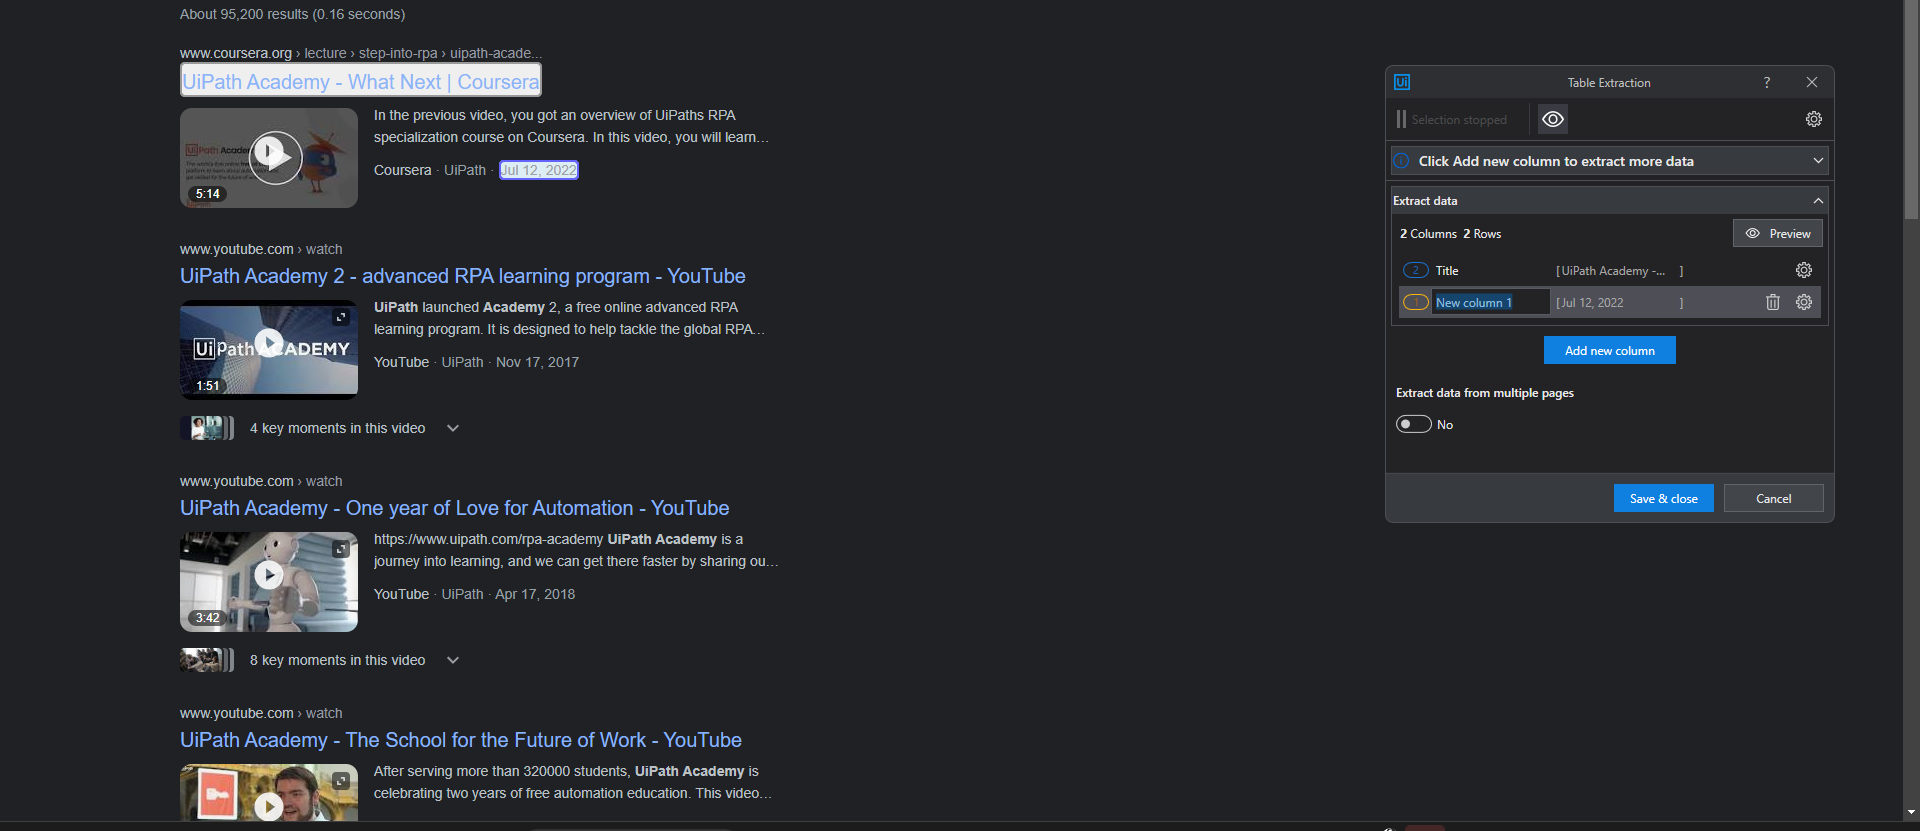 About 95,200 results (0.16 seconds)
www.coursera.org › lecture › step-into-rpa › uipath-acade...
UiPath Academy - What Next | Coursera
In the previous video, you got an overview of UiPaths RPA
specialization course on Coursera. In this video, you will learn...
5:14
Coursera · UiPath · Jul 12, 2022
www.youtube.com › watch
UiPath Academy 2 - advanced RPA learning program - YouTube
UiPath launched Academy 2, a free online advanced RPA
learning program. It is designed to help tackle the global RPA...
UiPath ACADEMY
1:51
YouTube · UiPath · Nov 17, 2017
4 key moments in this video
www.youtube.com › watch
UiPath Academy - One year of Love for Automation - YouTube
https://www.uipath.com/rpa-academy UiPath Academy is a
journey into learning, and we can get there faster by sharing ou...
3:42
YouTube · UiPath · Apr 17, 2018
8 key moments in this video
www.youtube.com › watch
UiPath Academy - The School for the Future of Work - YouTube
After serving more than 320000 students, UiPath Academy is
celebrating two years of free automation education. This video...
Ui
Table Extraction
?
Selection stopped
Click Add new column to extract more data
Extract data
2 Columns 2 Rows
Preview
2 Title [ UiPath Academy -... ]
1 New column 1 [ Jul 12, 2022 ]
Add new column
Extract data from multiple pages
No
Save & close
Cancel